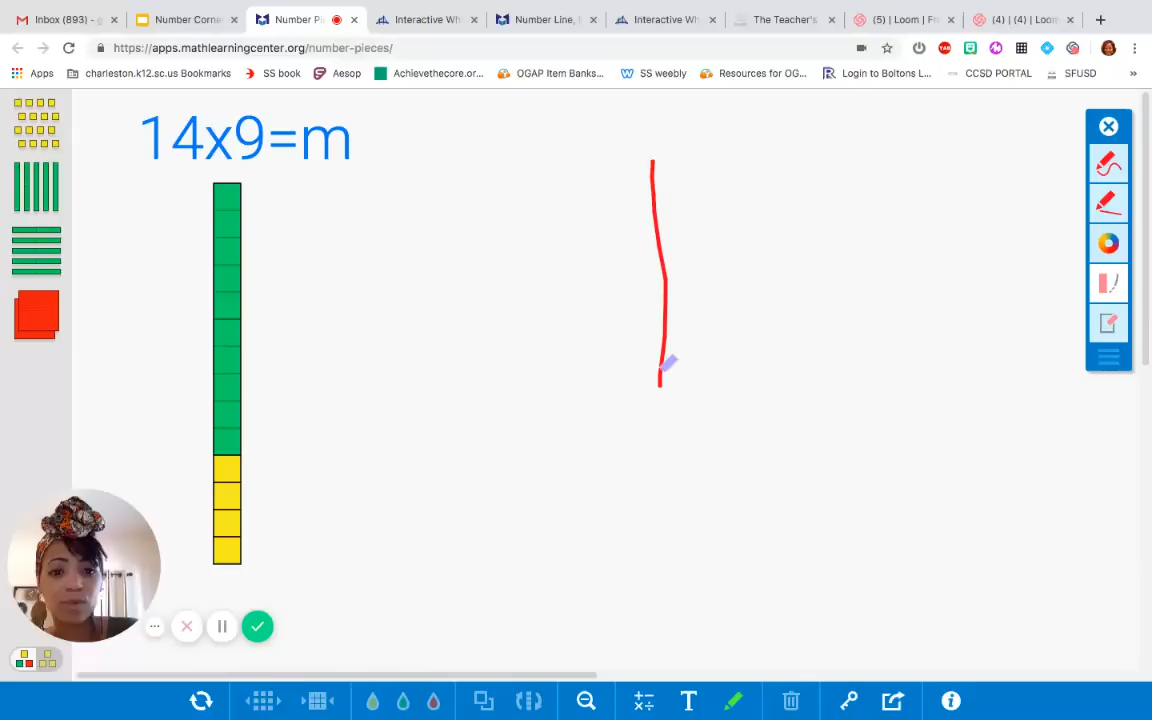 Inbox (893) - g
Number Corne
Number Pi
Interactive Wh
Number Line,
Interactive W
The Teacher's
(5) | Loom | Fr
(4) | (4) | Loom
https://apps.mathlearningcenter.org/number-pieces/
YAR
Apps
charleston.k12.sc.us Bookmarks
SS book
Aesop
Achievethecore.or...
OGAP Item Banks...
SS weebly
Resources for OG...
Login to Boltons L...
CCSD PORTAL
SFUSD
»
14x9=m
T